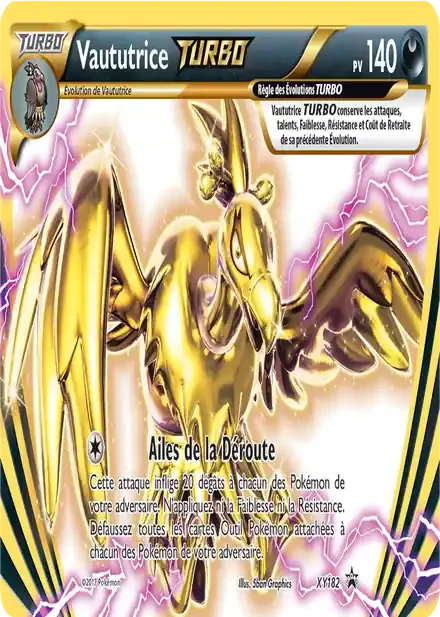 TURBO
Vaututrice TURBO
PV 140
Évolution de Vaututrice
Règle des Évolutions TURBO
Vaututrice TURBO conserve les attaques,
talents, Faiblesse, Résistance et Coût de Retraite
de sa précédente Évolution.
Ailes de la Déroute
Cette attaque inflige 20 dégâts à chacun des Pokémon de
votre adversaire. N'appliquez ni la Faiblesse ni la Résistance.
Défaussez toutes les cartes Outil Pokémon attachées à
chacun des Pokémon de votre adversaire.
©2017 Pokémon
Illus. 5ban Graphics
XY182
PROMO